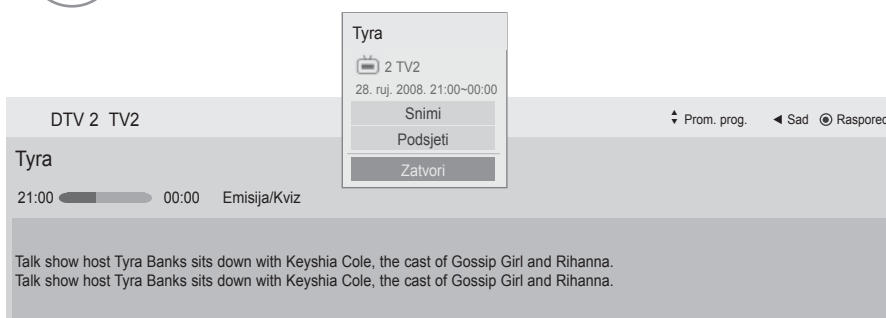 Tyra
2 TV2
28. ruj. 2008. 21:00~00:00
Snimi
Podsjeti
Zatvori
DTV 2 TV2
Prom. prog. ◄ Sad ◉ Raspored
Tyra
21:00 00:00 Emisija/Kviz
Talk show host Tyra Banks sits down with Keyshia Cole, the cast of Gossip Girl and Rihanna.
Talk show host Tyra Banks sits down with Keyshia Cole, the cast of Gossip Girl and Rihanna.